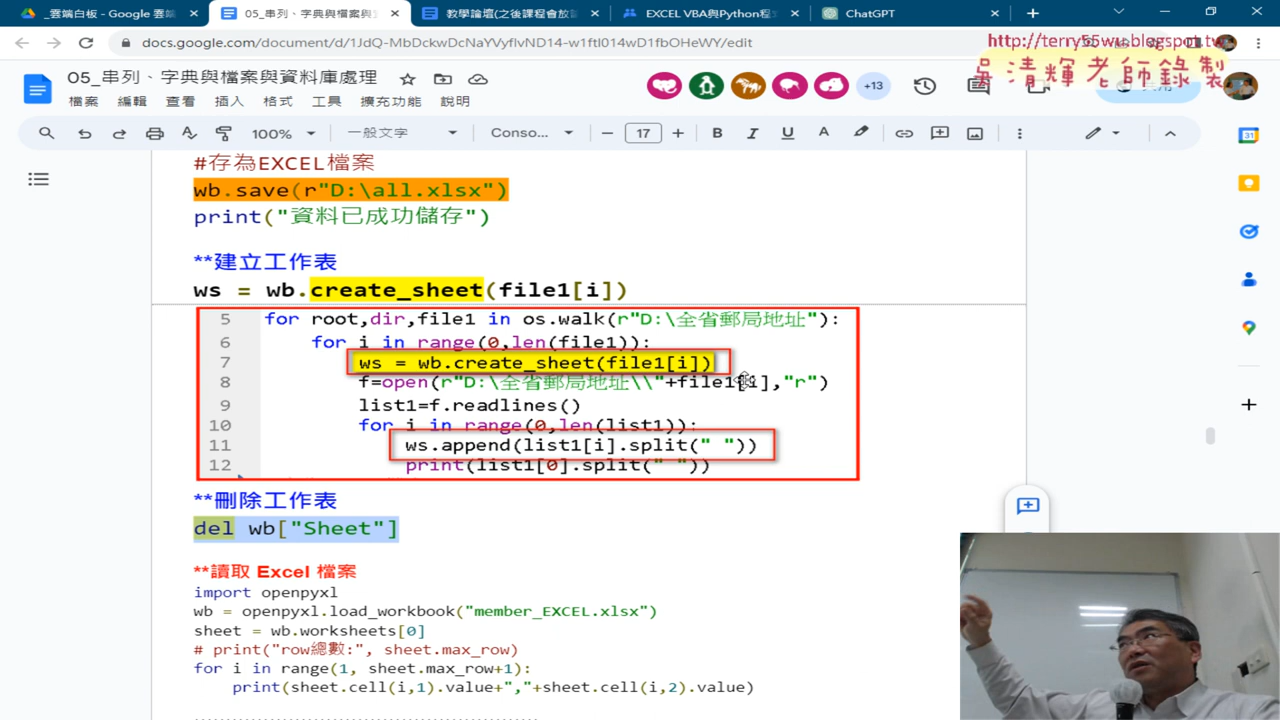 _雲端白板 - Google 雲端
05_串列、字典與檔案與
教學論壇(之後課程會放
EXCEL VBA與Python程
ChatGPT
docs.google.com/document/d/1JdQ-MbDckwDcNaYVyflvND14-w1ftI014wD1fbOHeWY/edit
http://terry55wu.blogspot.tw
吳清輝老師錄製
05_串列、字典與檔案與資料庫處理
檔案 編輯 查看 插入 格式 工具 擴充功能 說明
+13
100% 一般文字 Conso... 17 B I U A
#存為EXCEL檔案
wb.save(r"D:\all.xlsx")
print("資料已成功儲存")
**建立工作表
ws = wb.create_sheet(file1[i])
5 for root,dir,file1 in os.walk(r"D:\全省郵局地址"):
6 for i in range(0,len(file1)):
7 ws = wb.create_sheet(file1[i])
8 f=open(r"D:\全省郵局地址\\"+file1[i],"r")
9 list1=f.readlines()
10 for i in range(0,len(list1)):
11 ws.append(list1[i].split(" "))
12 print(list1[0].split(" "))
**刪除工作表
del wb["Sheet"]
**讀取 Excel 檔案
import openpyxl
wb = openpyxl.load_workbook("member_EXCEL.xlsx")
sheet = wb.worksheets[0]
# print("row總數:", sheet.max_row)
for i in range(1, sheet.max_row+1):
print(sheet.cell(i,1).value+","+sheet.cell(i,2).value)